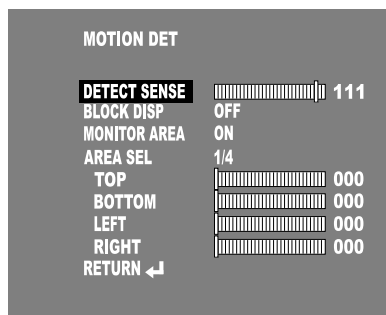 MOTION DET
DETECT SENSE 111
BLOCK DISP OFF
MONITOR AREA ON
AREA SEL 1/4
TOP 000
BOTTOM 000
LEFT 000
RIGHT 000
RETURN ↵